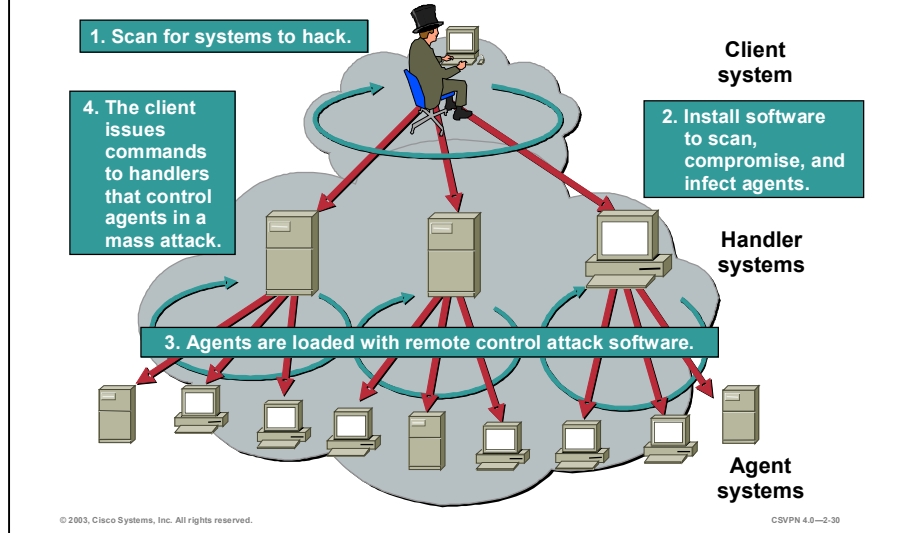 1. Scan for systems to hack.
Client
system
4. The client
issues
commands
to handlers
that control
agents in a
mass attack.
2. Install software
to scan,
compromise, and
infect agents.
Handler
systems
3. Agents are loaded with remote control attack software.
Agent
systems
© 2003, Cisco Systems, Inc. All rights reserved.
CSVPN 4.0—2-30